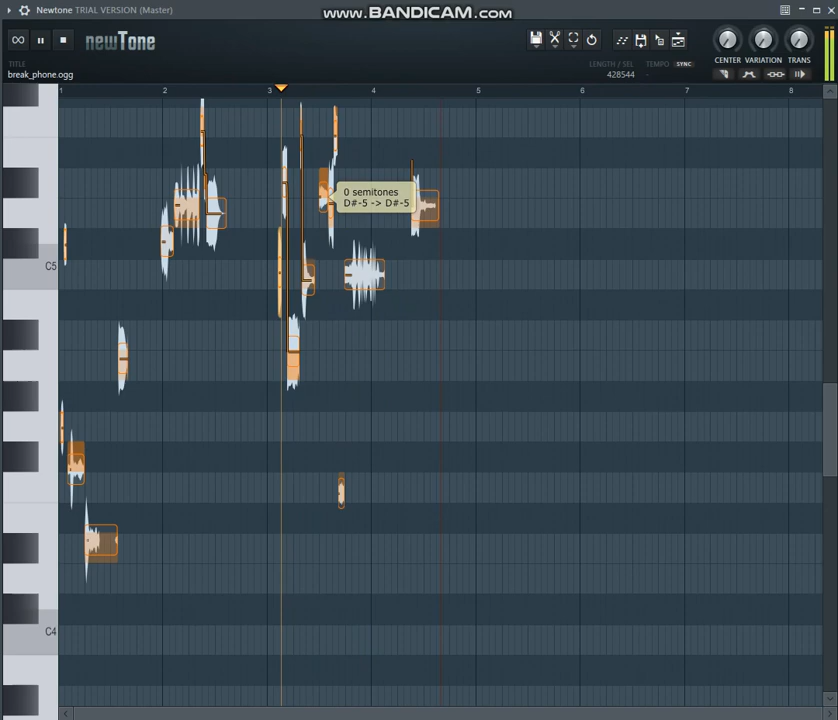 Newtone TRIAL VERSION (Master)
www.BANDICAM.com
newTone
CENTER VARIATION TRANS
TITLE
break_phone.ogg
LENGTH / SEL
428544
TEMPO SYNC
-
1 2 3 4 5 6 7 8
0 semitones
D#-5 -> D#-5
C5
C4